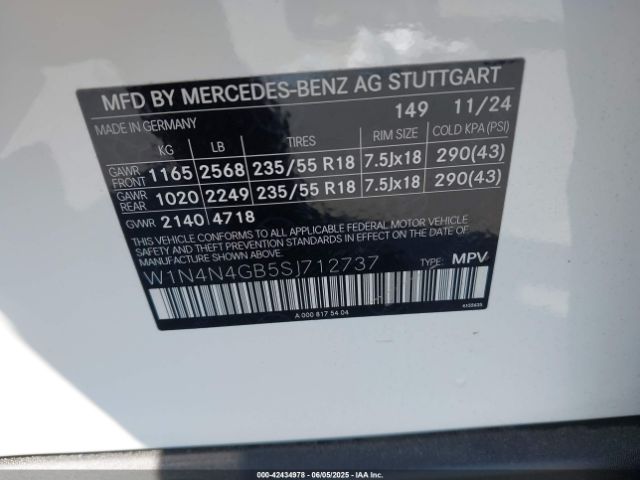 MFD BY MERCEDES-BENZ AG STUTTGART
149 11/24
MADE IN GERMANY
KG LB TIRES RIM SIZE COLD KPA(PSI)
GAWR FRONT 1165 2568 235/55 R18 7.5Jx18 290(43)
GAWR REAR 1020 2249 235/55 R18 7.5Jx18 290(43)
GVWR 2140 4718
THIS VEHICLE CONFORMS TO ALL APPLICABLE FEDERAL MOTOR VEHICLE
SAFETY AND THEFT PREVENTION STANDARDS IN EFFECT ON THE DATE OF
MANUFACTURE SHOWN ABOVE.
W1N4N4GB5SJ712737 TYPE: MPV
A 000 817 54 04
000-42434978 - 06/05/2025 - IAA Inc.